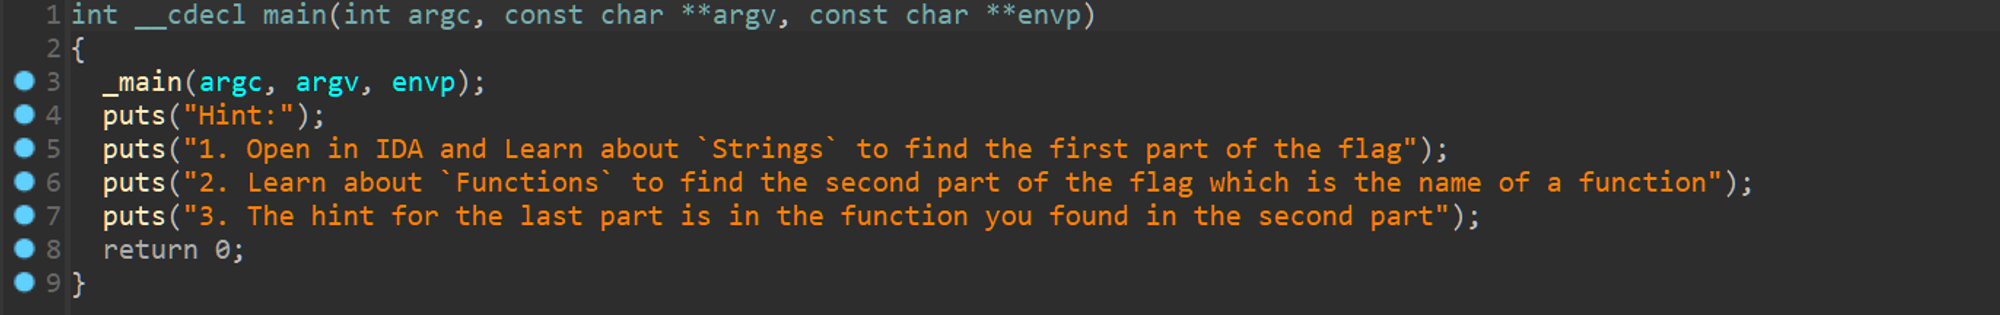 1 int __cdecl main(int argc, const char **argv, const char **envp)
2 {
3   _main(argc, argv, envp);
4   puts("Hint:");
5   puts("1. Open in IDA and Learn about `Strings` to find the first part of the flag");
6   puts("2. Learn about `Functions` to find the second part of the flag which is the name of a function");
7   puts("3. The hint for the last part is in the function you found in the second part");
8   return 0;
9 }